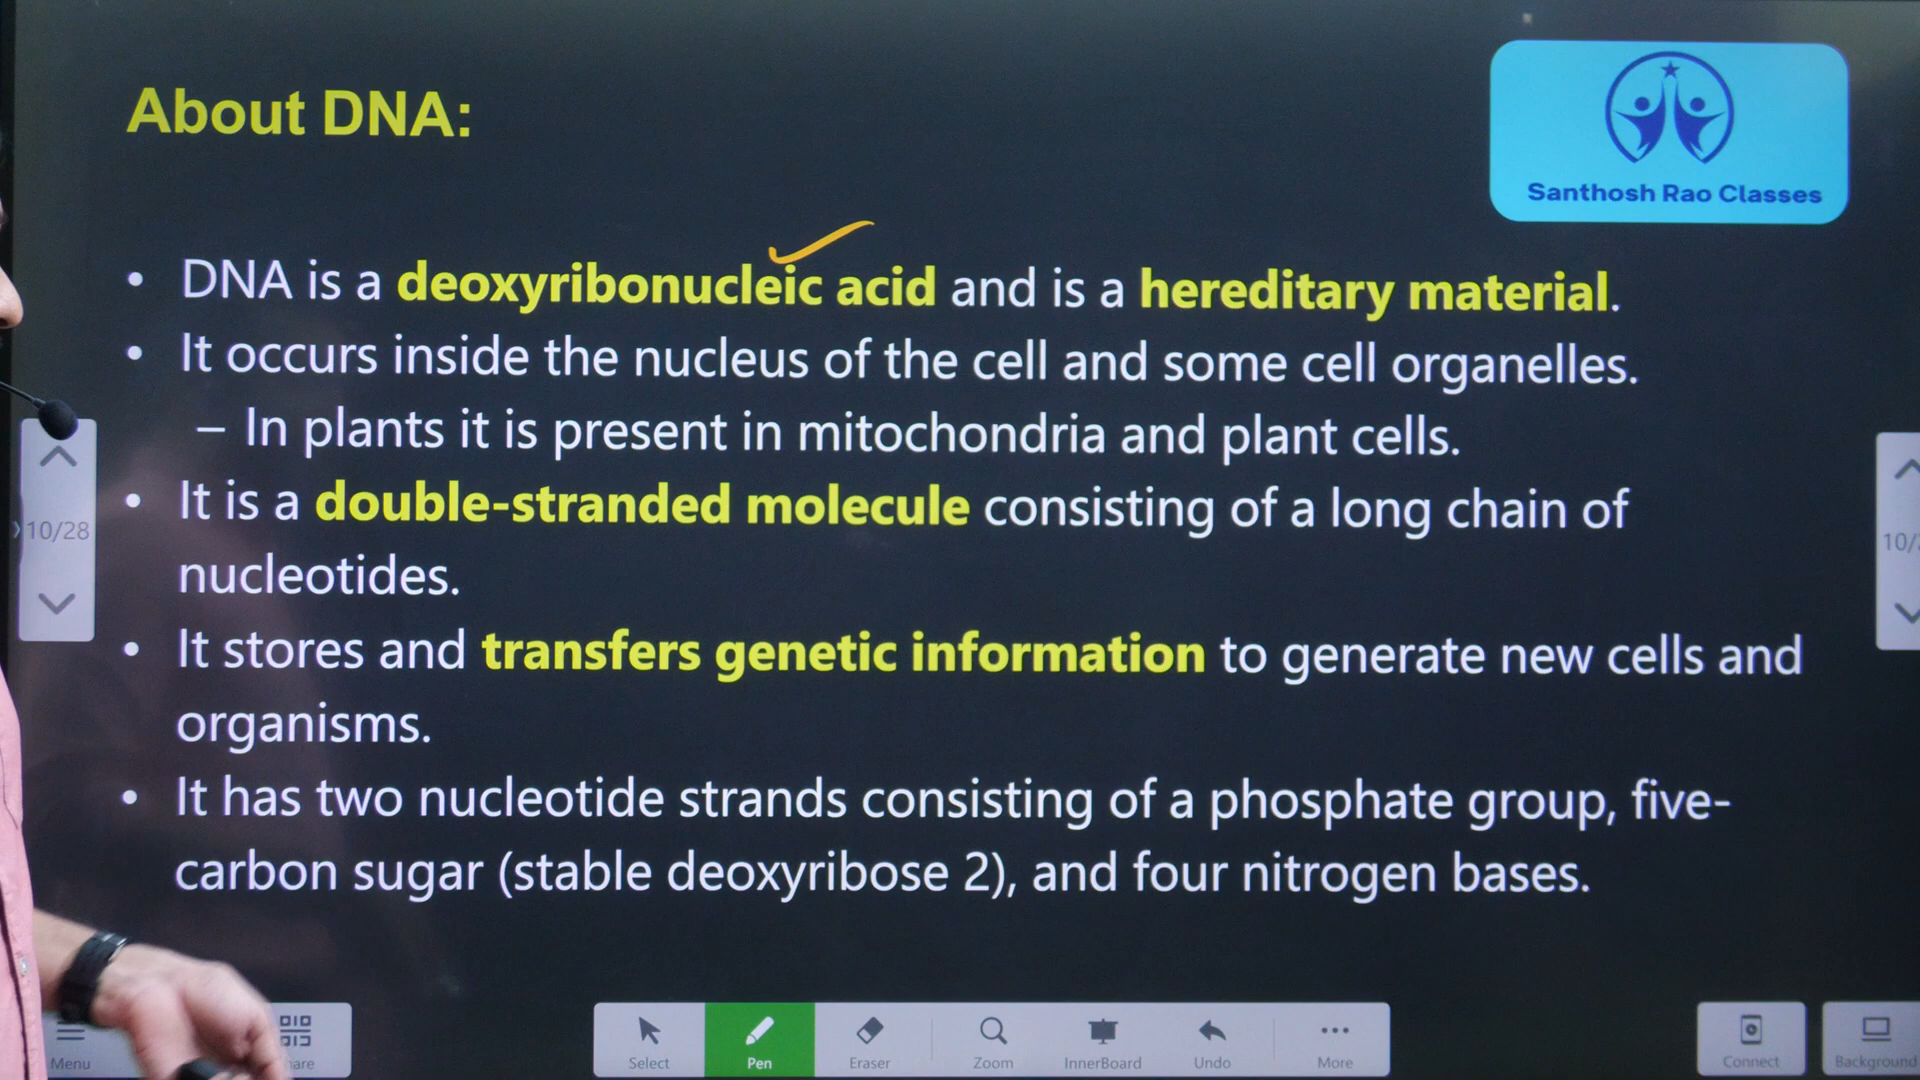 About DNA:
Santhosh Rao Classes
• DNA is a deoxyribonucleic acid and is a hereditary material.
• It occurs inside the nucleus of the cell and some cell organelles.
– In plants it is present in mitochondria and plant cells.
• It is a double-stranded molecule consisting of a long chain of
nucleotides.
• It stores and transfers genetic information to generate new cells and
organisms.
• It has two nucleotide strands consisting of a phosphate group, five-
carbon sugar (stable deoxyribose 2), and four nitrogen bases.
10/28
10/
Menu
Select
Pen
Eraser
Zoom
InnerBoard
Undo
More
Connect
Background